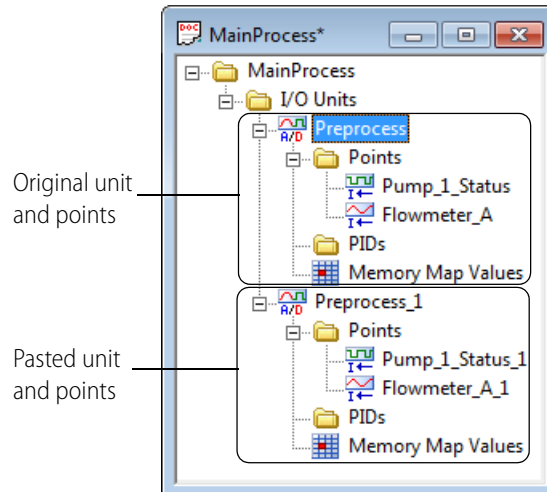 DOC
MainProcess*
MainProcess
I/O Units
A/D Preprocess
Points
I Pump_1_Status
I Flowmeter_A
PIDs
Memory Map Values
Original unit
and points
A/D Preprocess_1
Points
I Pump_1_Status_1
I Flowmeter_A_1
PIDs
Memory Map Values
Pasted unit
and points